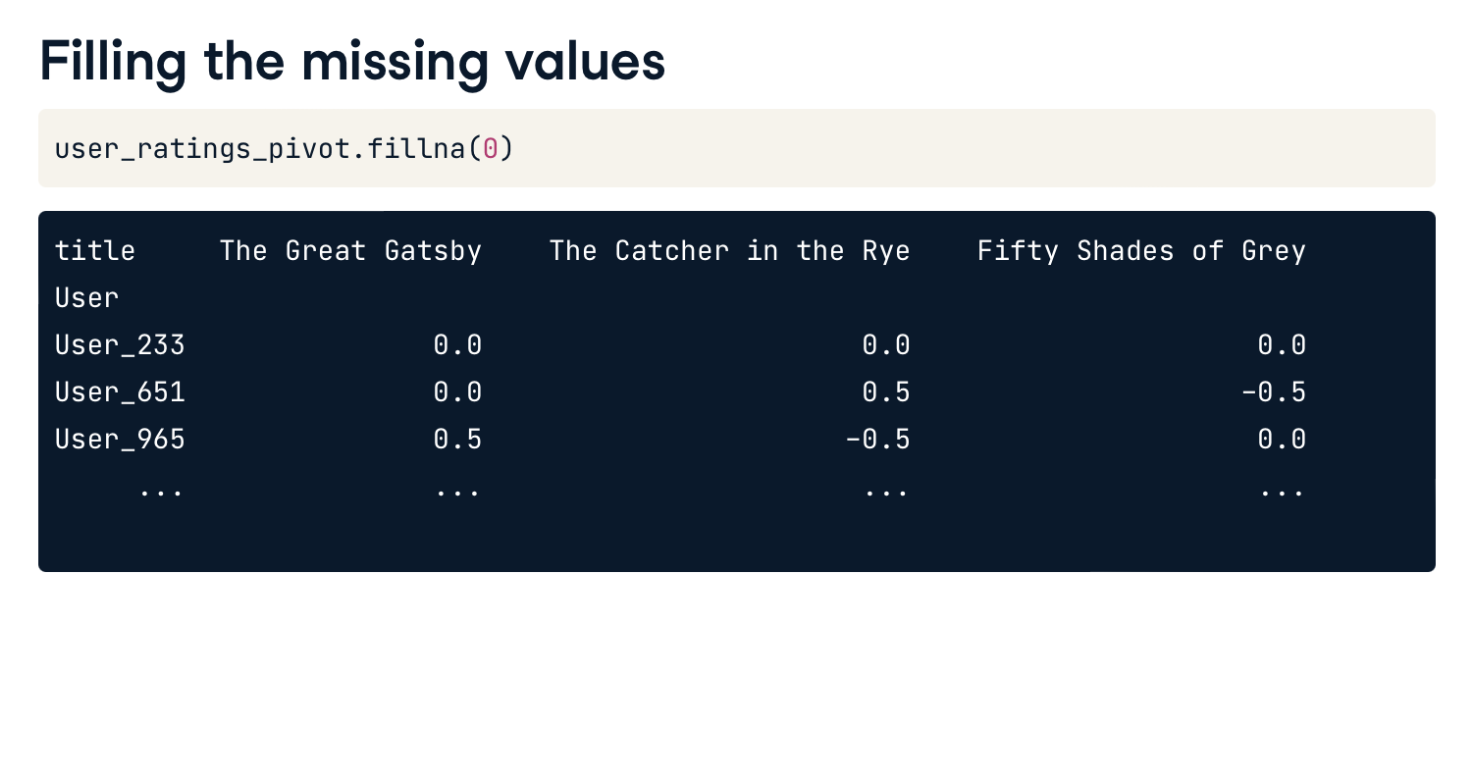 Filling the missing values
user_ratings_pivot.fillna(0)
title     The Great Gatsby    The Catcher in the Rye    Fifty Shades of Grey
User
User_233               0.0                       0.0                     0.0
User_651               0.0                       0.5                    -0.5
User_965               0.5                      -0.5                     0.0
     ...               ...                       ...                     ...